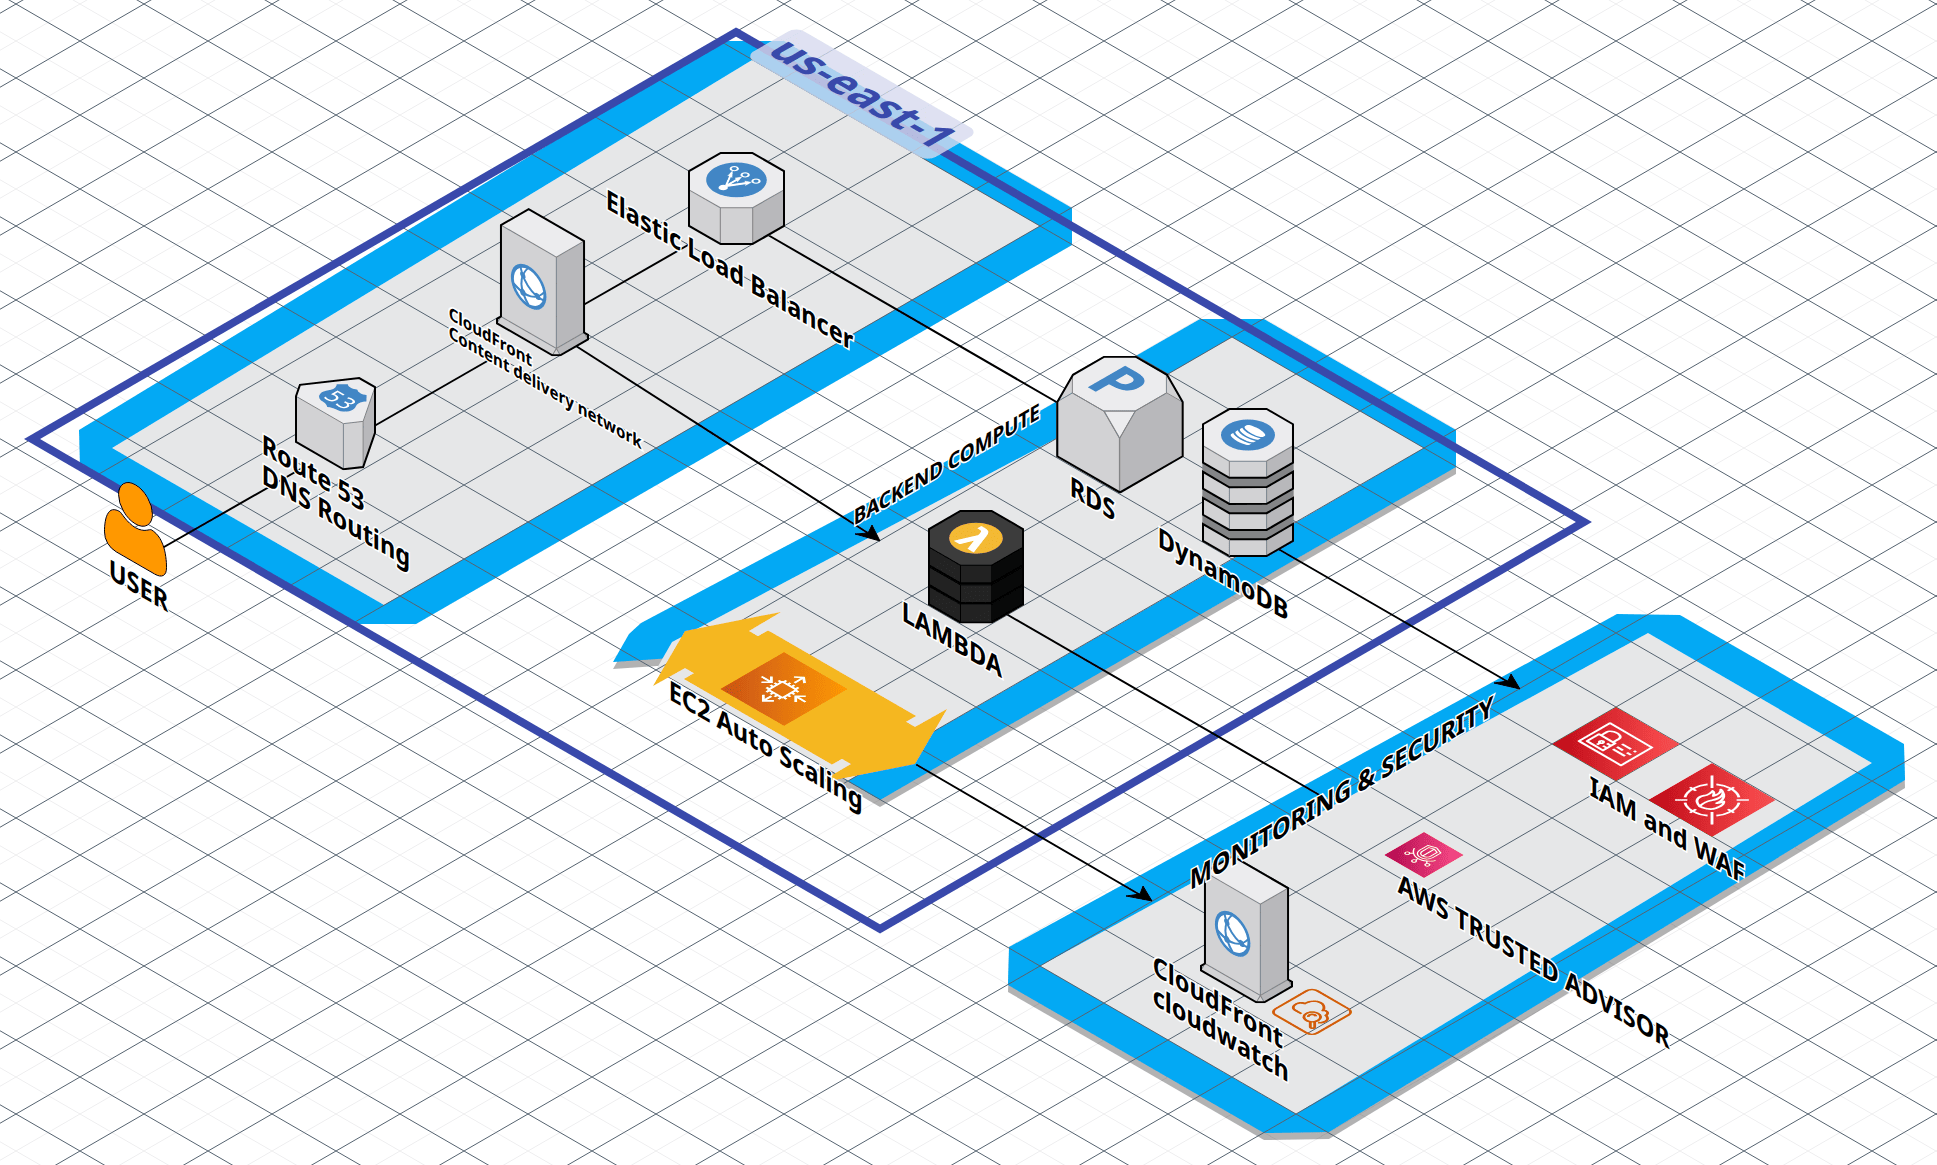 us-east-1
Elastic Load Balancer
CloudFront
Content delivery network
53
Route 53
DNS Routing
USER
BACKEND COMPUTE
P
RDS
DynamoDB
λ
LAMBDA
EC2 Auto Scaling
MONITORING & SECURITY
IAM and WAF
AWS TRUSTED ADVISOR
CloudFront
cloudwatch